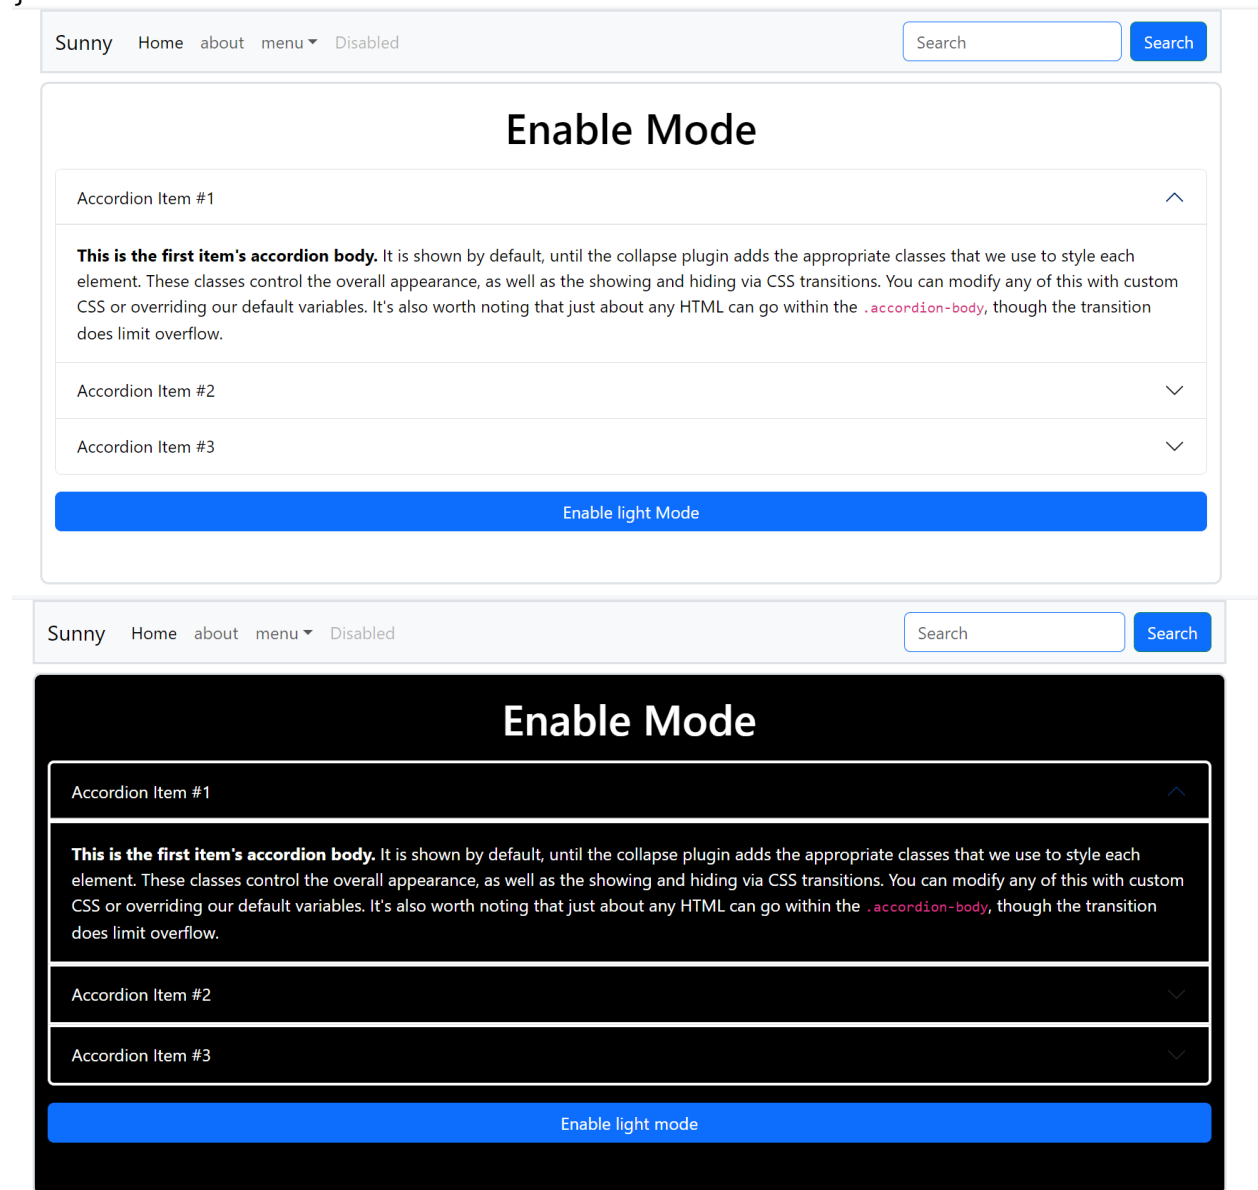 Sunny Home about menu Disabled Search Search
Enable Mode
Accordion Item #1
This is the first item's accordion body. It is shown by default, until the collapse plugin adds the appropriate classes that we use to style each
element. These classes control the overall appearance, as well as the showing and hiding via CSS transitions. You can modify any of this with custom
CSS or overriding our default variables. It's also worth noting that just about any HTML can go within the .accordion-body, though the transition
does limit overflow.
Accordion Item #2
Accordion Item #3
Enable light Mode
Sunny Home about menu Disabled Search Search
Enable Mode
Accordion Item #1
This is the first item's accordion body. It is shown by default, until the collapse plugin adds the appropriate classes that we use to style each
element. These classes control the overall appearance, as well as the showing and hiding via CSS transitions. You can modify any of this with custom
CSS or overriding our default variables. It's also worth noting that just about any HTML can go within the .accordion-body, though the transition
does limit overflow.
Accordion Item #2
Accordion Item #3
Enable light mode